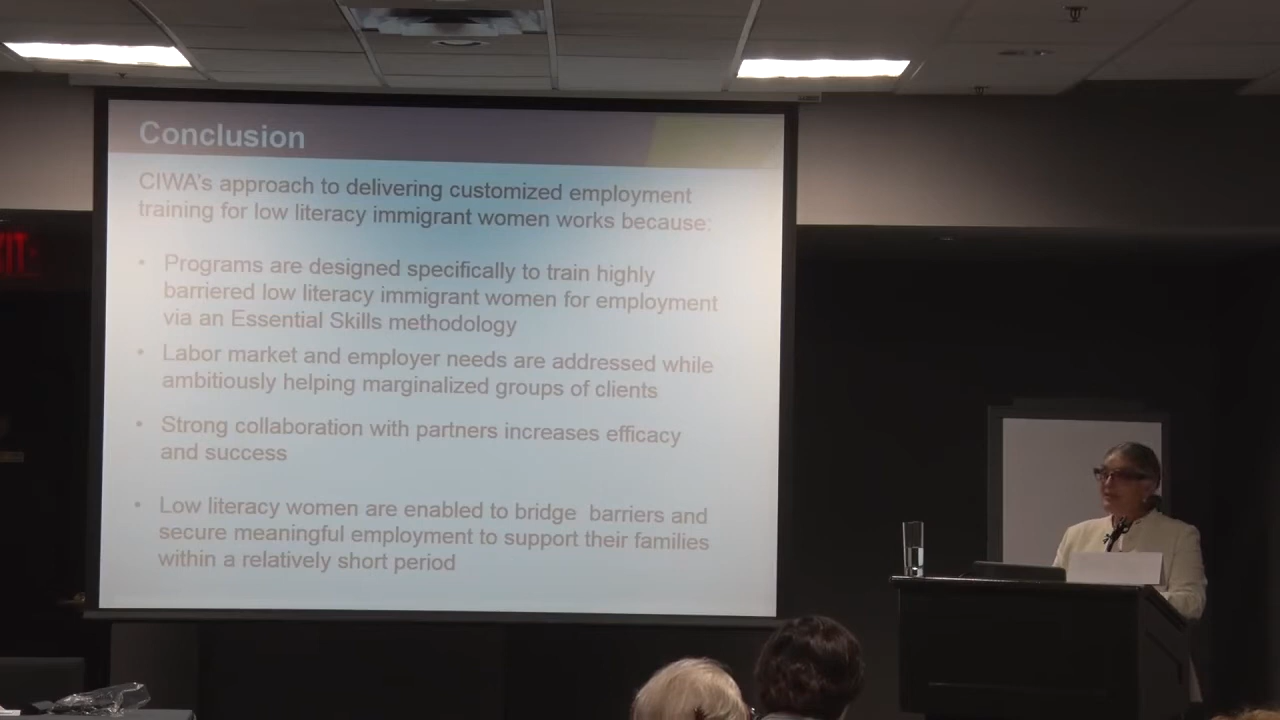 Conclusion
CIWA's approach to delivering customized employment
training for low literacy immigrant women works because:
• Programs are designed specifically to train highly
barriered low literacy immigrant women for employment
via an Essential Skills methodology
• Labor market and employer needs are addressed while
ambitiously helping marginalized groups of clients
• Strong collaboration with partners increases efficacy
and success
• Low literacy women are enabled to bridge barriers and
secure meaningful employment to support their families
within a relatively short period
XIT